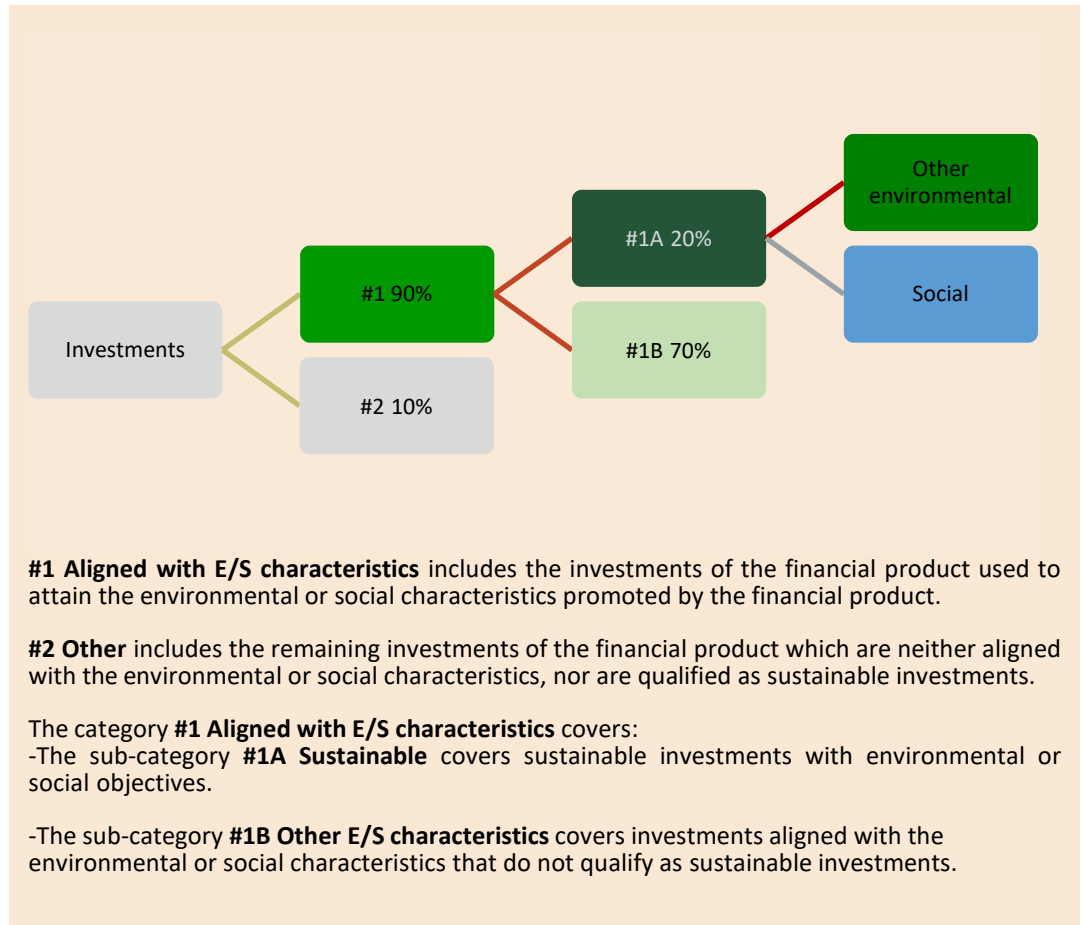 Other
environmental
#1A 20%
#1 90%
Social
Investments
#1B 70%
#2 10%
#1 Aligned with E/S characteristics includes the investments of the financial product used to
attain the environmental or social characteristics promoted by the financial product.
#2 Other includes the remaining investments of the financial product which are neither aligned
with the environmental or social characteristics, nor are qualified as sustainable investments.
The category #1 Aligned with E/S characteristics covers:
-The sub-category #1A Sustainable covers sustainable investments with environmental or
social objectives.
-The sub-category #1B Other E/S characteristics covers investments aligned with the
environmental or social characteristics that do not qualify as sustainable investments.